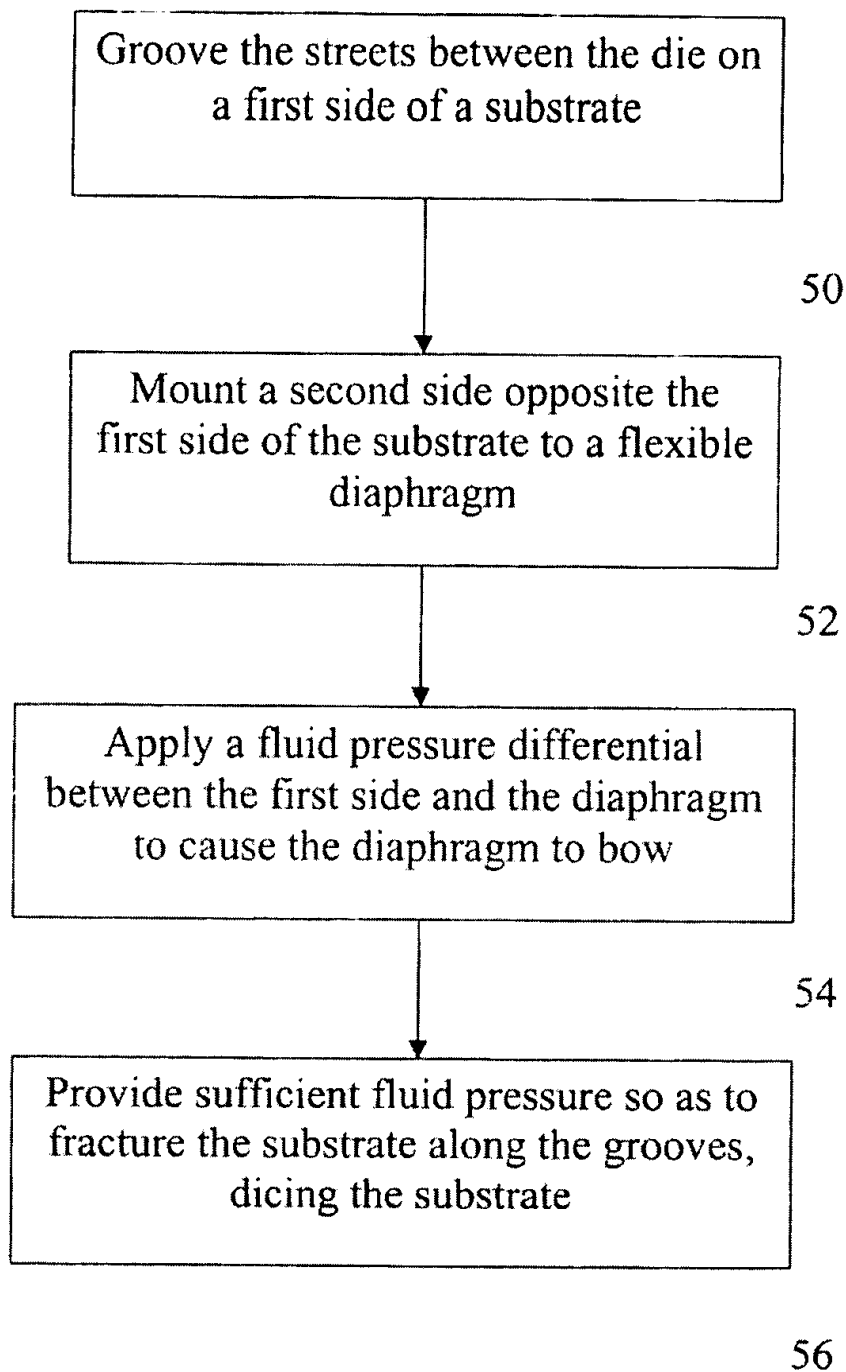 Groove the streets between the die on
a first side of a substrate
50
Mount a second side opposite the
first side of the substrate to a flexible
diaphragm
52
Apply a fluid pressure differential
between the first side and the diaphragm
to cause the diaphragm to bow
54
Provide sufficient fluid pressure so as to
fracture the substrate along the grooves,
dicing the substrate
56